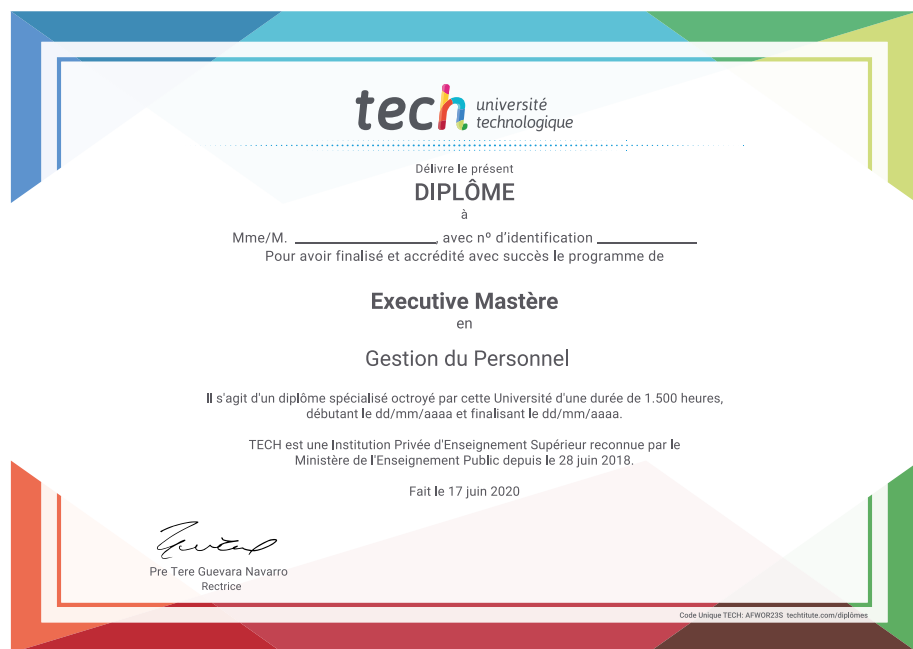 tech université
technologique
Délivre le présent
DIPLÔME
à
Mme/M. , avec nº d'identification
Pour avoir finalisé et accrédité avec succès le programme de
Executive Mastère
en
Gestion du Personnel
Il s'agit d'un diplôme spécialisé octroyé par cette Université d'une durée de 1.500 heures,
débutant le dd/mm/aaaa et finalisant le dd/mm/aaaa.
TECH est une Institution Privée d'Enseignement Supérieur reconnue par le
Ministère de l'Enseignement Public depuis le 28 juin 2018.
Fait le 17 juin 2020
Pre Tere Guevara Navarro
Rectrice
Code Unique TECH: AFWOR23S techtitute.com/diplômes